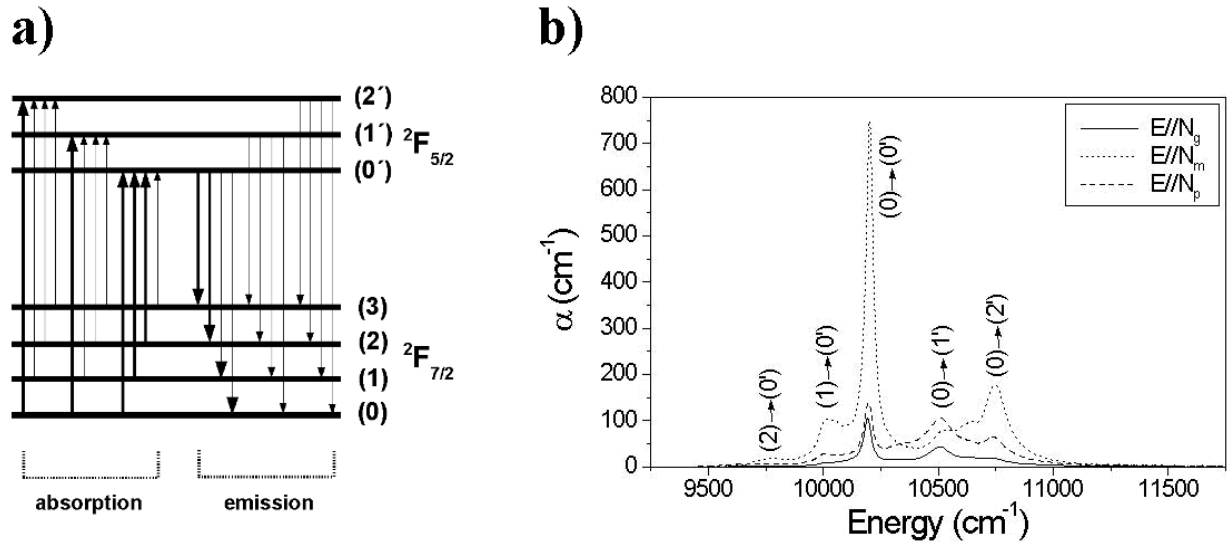 a)
(2´)
(1´)
²F₅/₂
(0´)
(3)
(2)
²F₇/₂
(1)
(0)
absorption
emission
b)
800
700
600
500
400
300
200
100
0
α (cm⁻¹)
E//Ng
E//Nm
E//Np
(2)→(0')
(1)→(0')
(0)→(0')
(0)→(1')
(0)→(2')
9500
10000
10500
11000
11500
Energy (cm⁻¹)